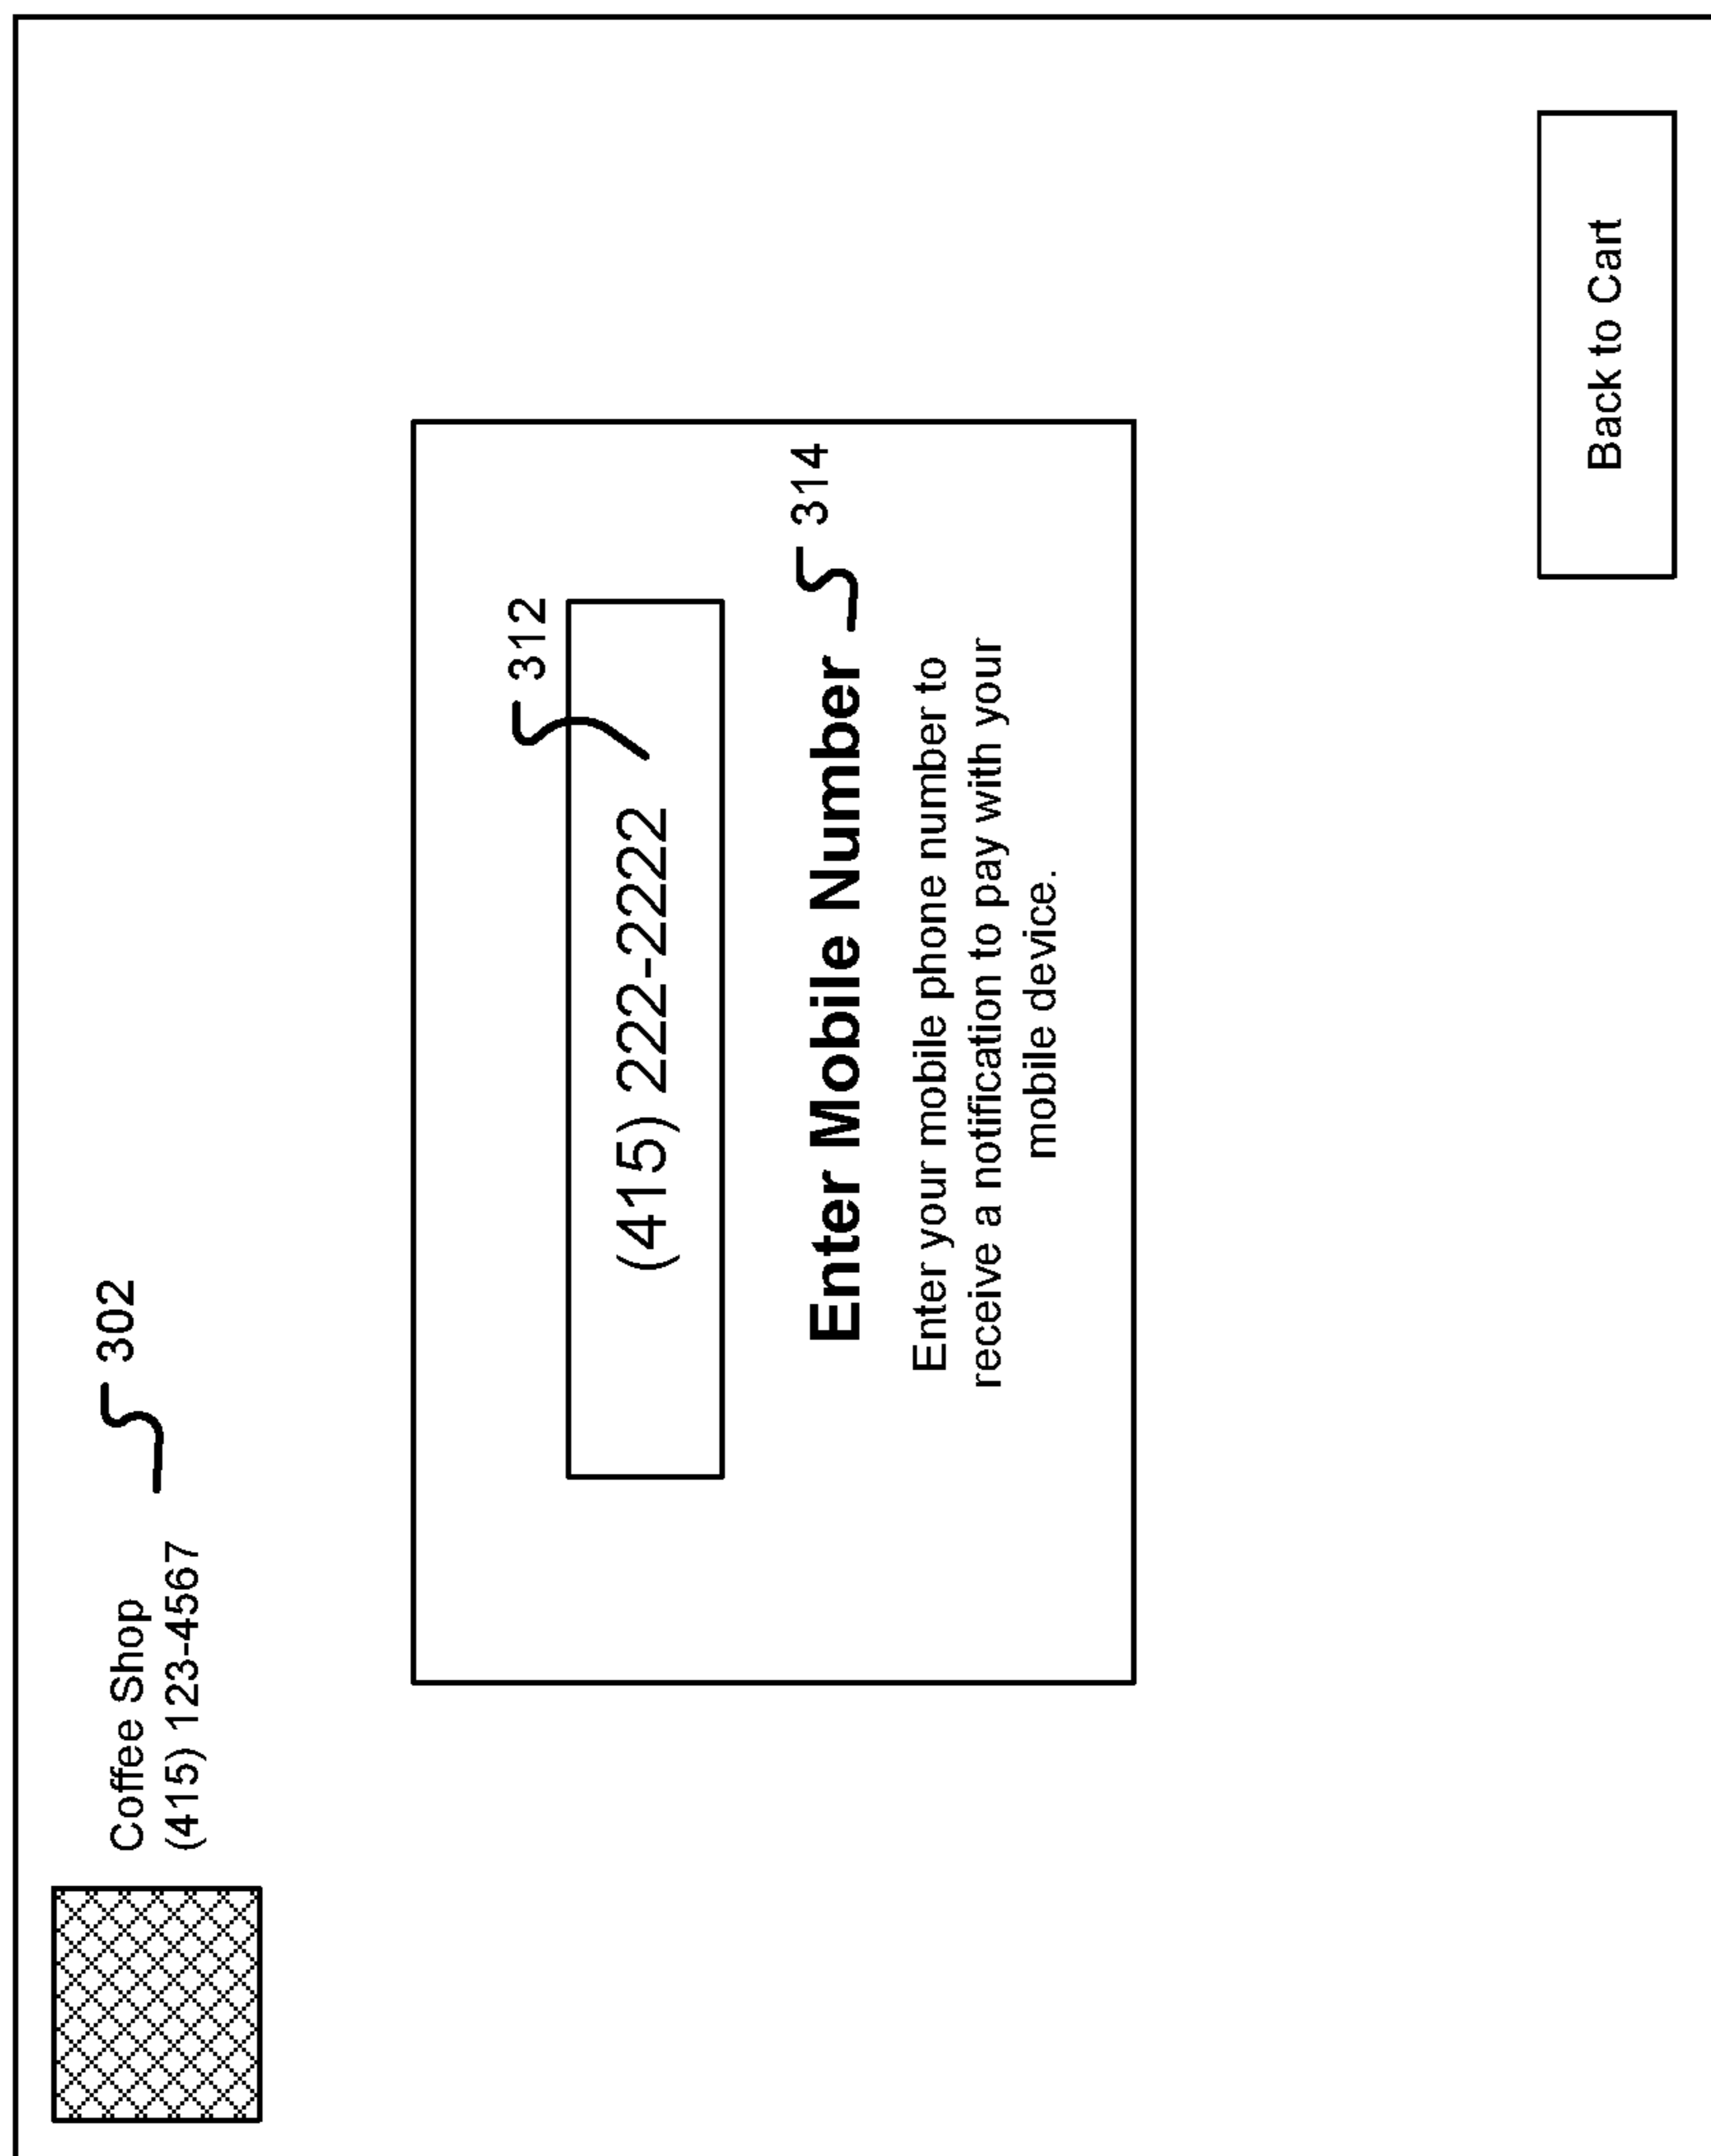 Coffee Shop
(415) 123-4567
302
312
(415) 222-2222
Enter Mobile Number
314
Enter your mobile phone number to
receive a notification to pay with your
mobile device.
Back to Cart